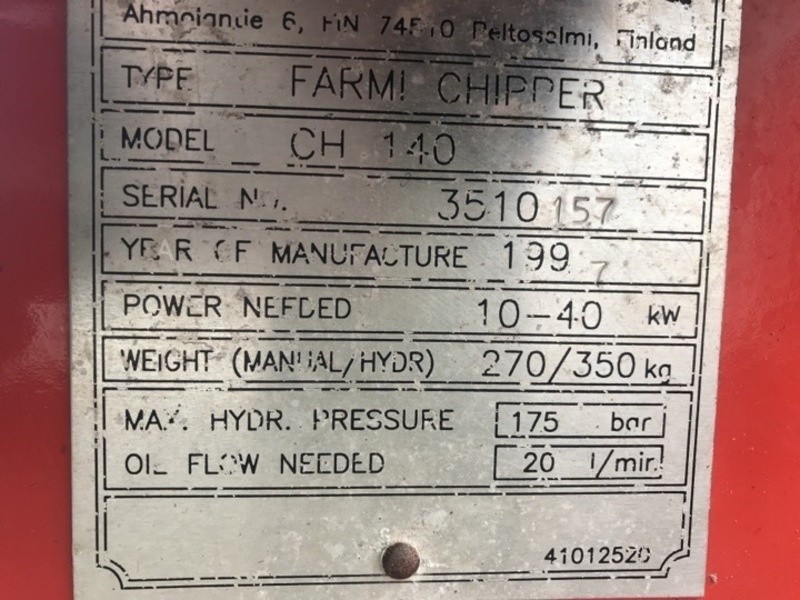 Ahmolantie 6, FIN 74510 Peltosalmi, Finland
TYPE FARMI CHIPPER
MODEL CH 140
SERIAL NO. 3510157
YEAR OF MANUFACTURE 1997
POWER NEEDED 10-40 kW
WEIGHT (MANUAL/HYDR) 270/350 kg
MAX. HYDR. PRESSURE 175 bar
OIL FLOW NEEDED 20 l/min.
41012520